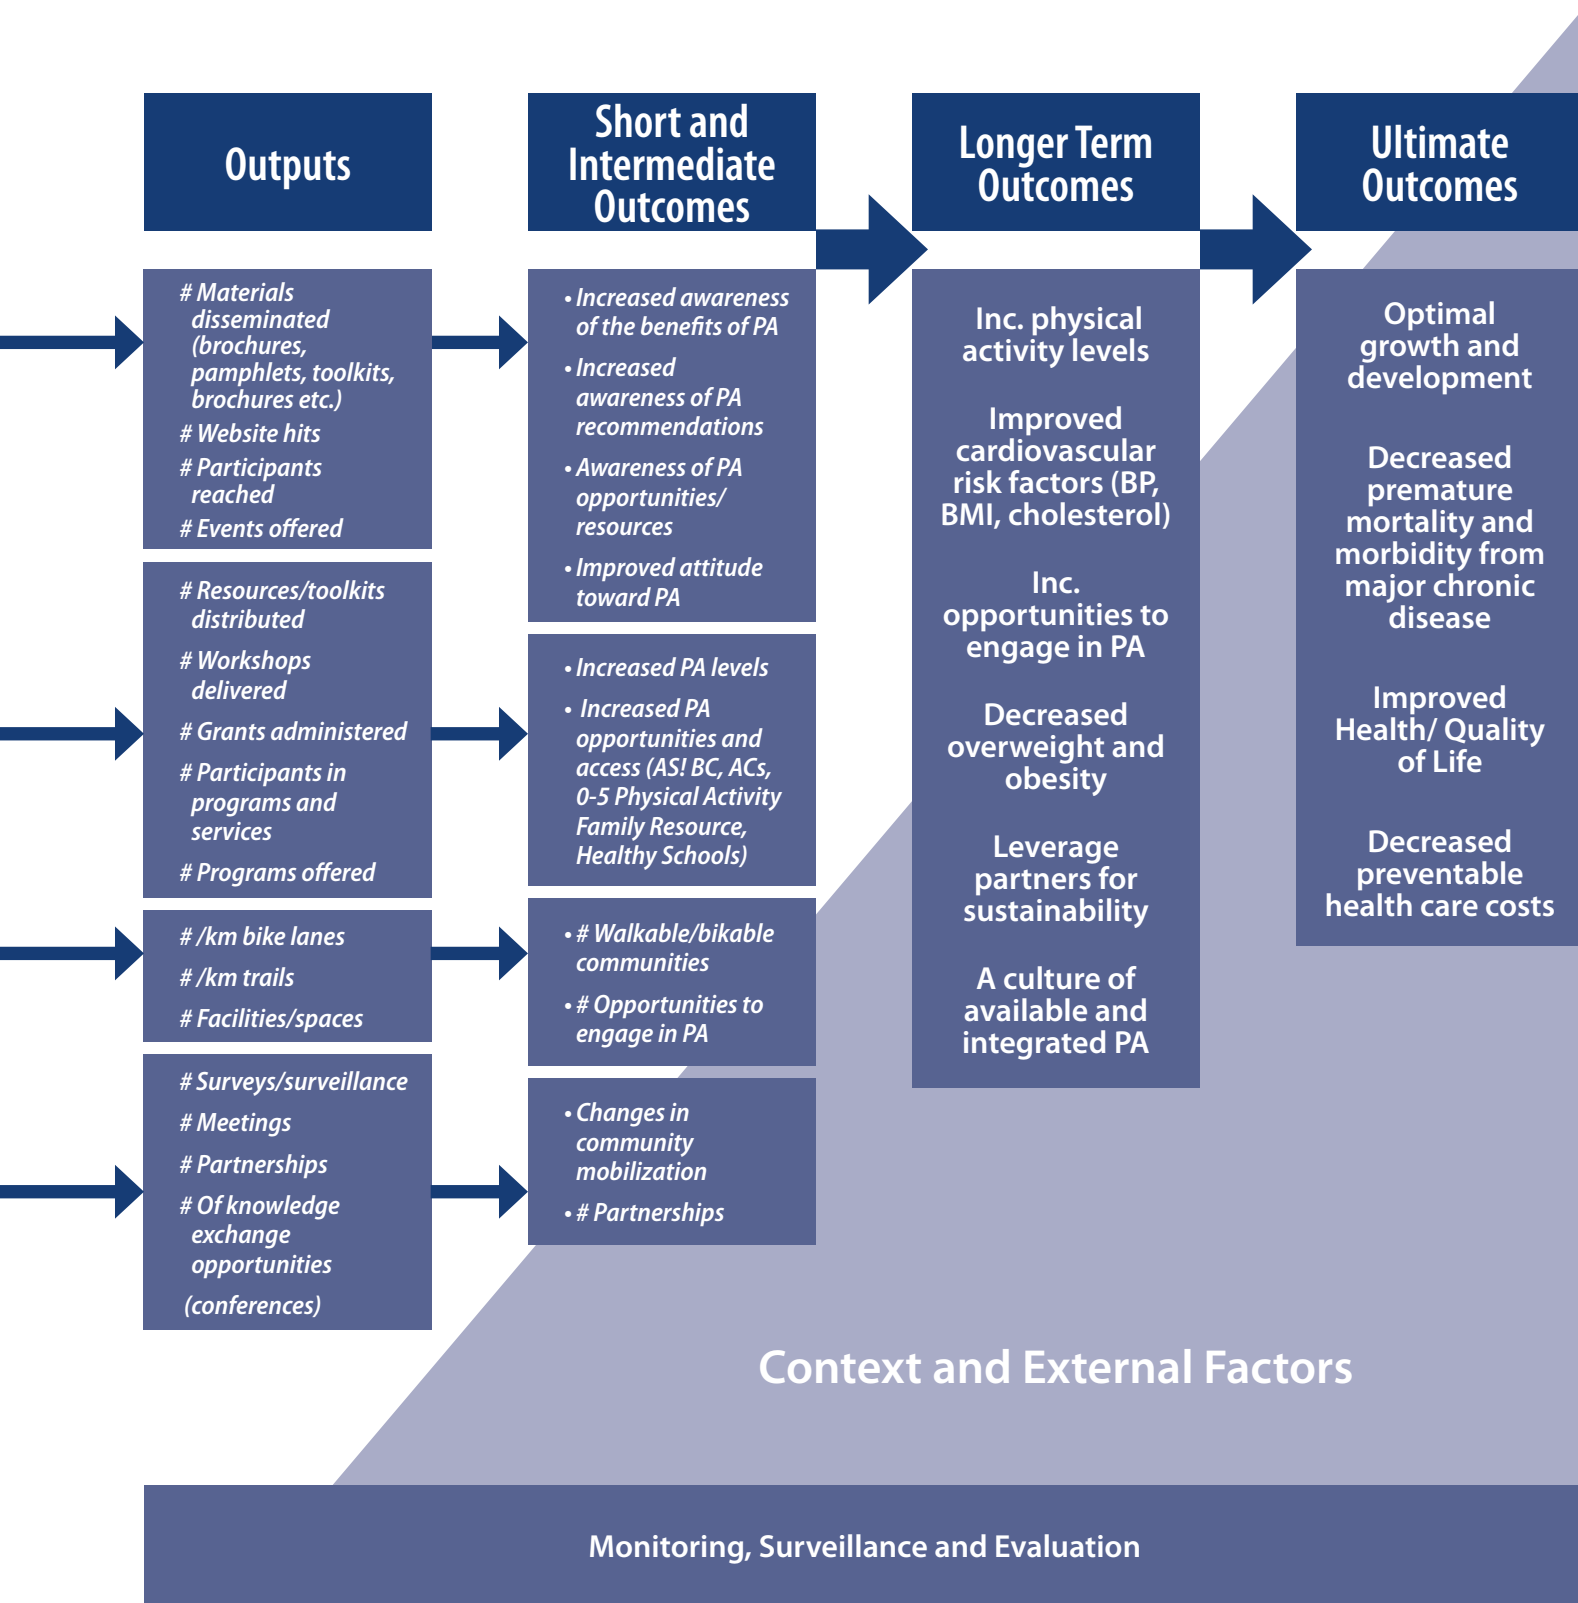 Outputs
# Materials
disseminated
(brochures,
pamphlets, toolkits,
brochures etc.)
# Website hits
# Participants
reached
# Events offered
# Resources/toolkits
distributed
# Workshops
delivered
# Grants administered
# Participants in
programs and
services
# Programs offered
# /km bike lanes
# /km trails
# Facilities/spaces
# Surveys/surveillance
# Meetings
# Partnerships
# Of knowledge
exchange
opportunities
(conferences)
Short and
Intermediate
Outcomes
• Increased awareness
of the benefits of PA
• Increased
awareness of PA
recommendations
• Awareness of PA
opportunities/
resources
• Improved attitude
toward PA
• Increased PA levels
• Increased PA
opportunities and
access (AS! BC, ACs,
0-5 Physical Activity
Family Resource,
Healthy Schools)
• # Walkable/bikable
communities
• # Opportunities to
engage in PA
• Changes in
community
mobilization
• # Partnerships
Longer Term
Outcomes
Inc. physical
activity levels
Improved
cardiovascular
risk factors (BP,
BMI, cholesterol)
Inc.
opportunities to
engage in PA
Decreased
overweight and
obesity
Leverage
partners for
sustainability
A culture of
available and
integrated PA
Ultimate
Outcomes
Optimal
growth and
development
Decreased
premature
mortality and
morbidity from
major chronic
disease
Improved
Health/ Quality
of Life
Decreased
preventable
health care costs
Context and External Factors
Monitoring, Surveillance and Evaluation